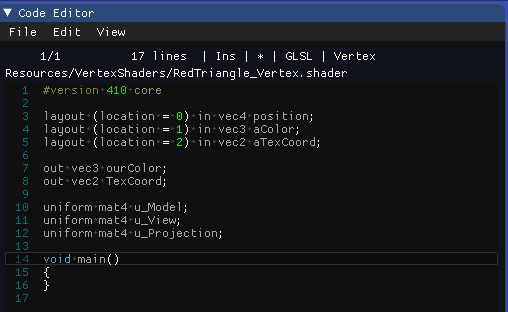 ▼ Code Editor
File Edit View
1/1 17 lines | Ins | * | GLSL | Vertex
Resources/VertexShaders/RedTriangle_Vertex.shader
1 #version 410 core
2
3 layout (location = 0) in vec4 position;
4 layout (location = 1) in vec3 aColor;
5 layout (location = 2) in vec2 aTexCoord;
6
7 out vec3 ourColor;
8 out vec2 TexCoord;
9
10 uniform mat4 u_Model;
11 uniform mat4 u_View;
12 uniform mat4 u_Projection;
13
14 void main()
15 {
16 }
17